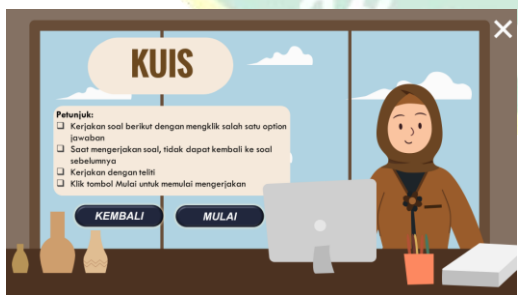 KUIS
Petunjuk:
❑ Kerjakan soal berikut dengan mengklik salah satu option
jawaban
❑ Saat mengerjakan soal, tidak dapat kembali ke soal
sebelumnya
❑ Kerjakan dengan teliti
❑ Klik tombol Mulai untuk memulai mengerjakan
KEMBALI
MULAI